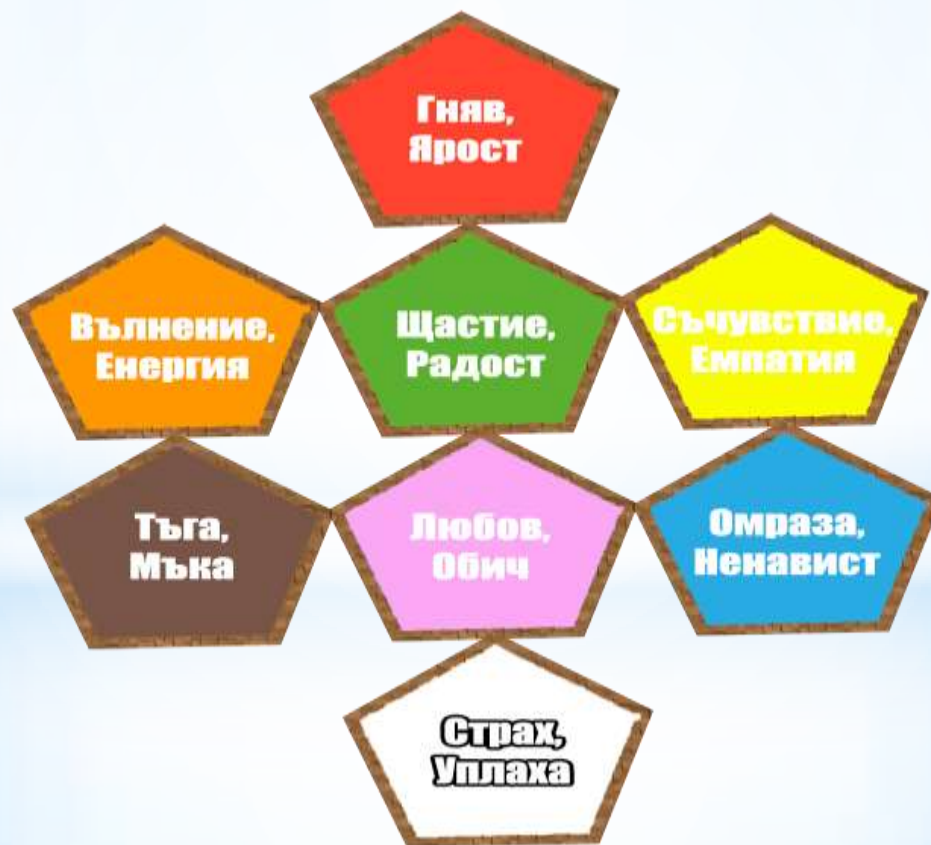 Гняв,
Ярост
Вълнение,
Енергия
Щастие,
Радост
Съчувствие,
Емпатия
Тъга,
Мъка
Любов,
Обич
Омраза,
Ненавист
Страх,
Уплаха